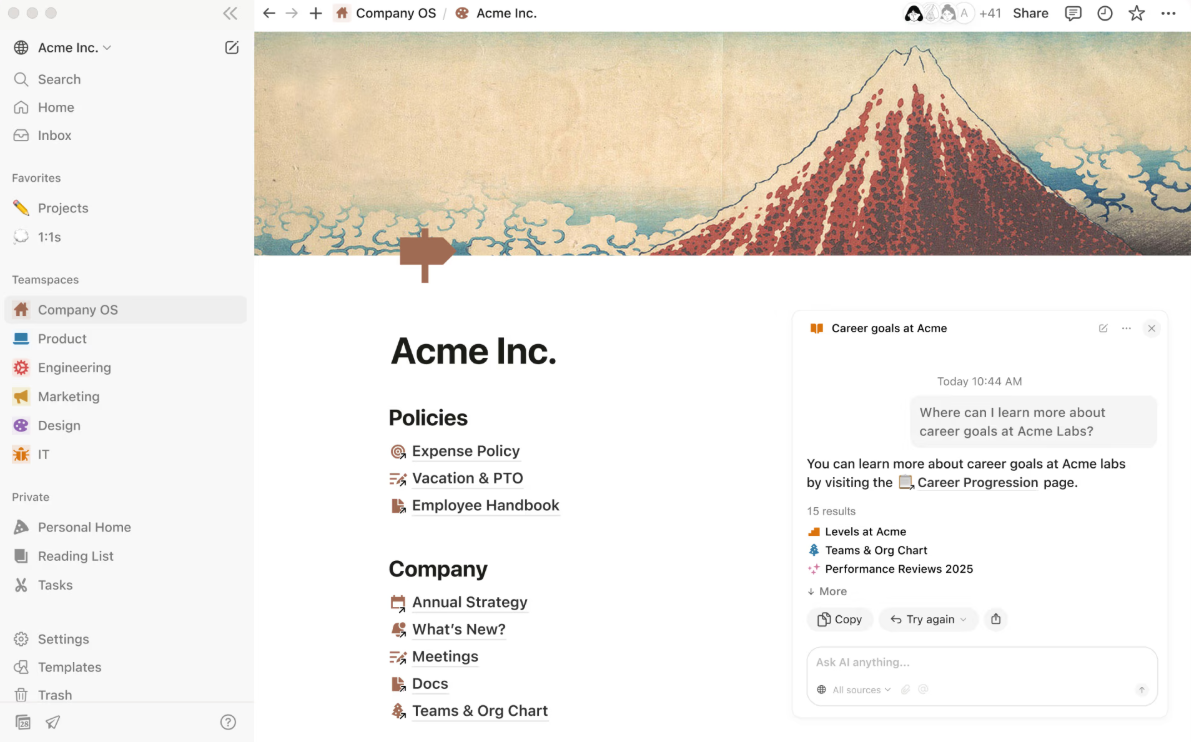 Acme Inc.
Search
Home
Inbox
Favorites
Projects
1:1s
Teamspaces
Company OS
Product
Engineering
Marketing
Design
IT
Private
Personal Home
Reading List
Tasks
Settings
Templates
Trash
28
Company OS / Acme Inc.
A +41 Share
Acme Inc.
Policies
Expense Policy
Vacation & PTO
Employee Handbook
Company
Annual Strategy
What’s New?
Meetings
Docs
Teams & Org Chart
Career goals at Acme
Today 10:44 AM
Where can I learn more about
career goals at Acme Labs?
You can learn more about career goals at Acme labs
by visiting the Career Progression page.
15 results
Levels at Acme
Teams & Org Chart
Performance Reviews 2025
More
Copy Try again
Ask AI anything...
All sources